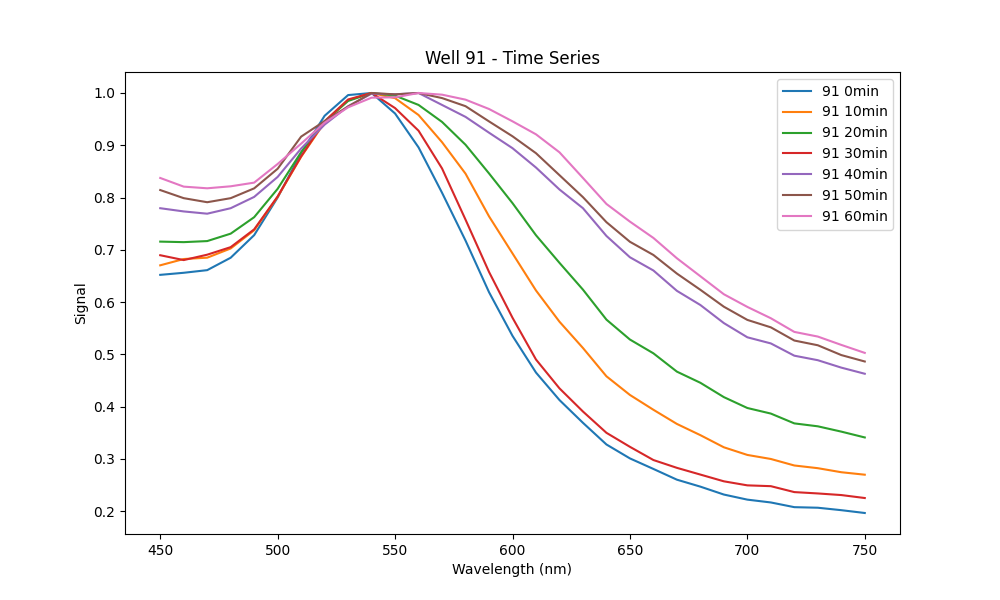 Well 91 - Time Series
Signal
1.0
0.9
0.8
0.7
0.6
0.5
0.4
0.3
0.2
91 0min
91 10min
91 20min
91 30min
91 40min
91 50min
91 60min
450 500 550 600 650 700 750
Wavelength (nm)